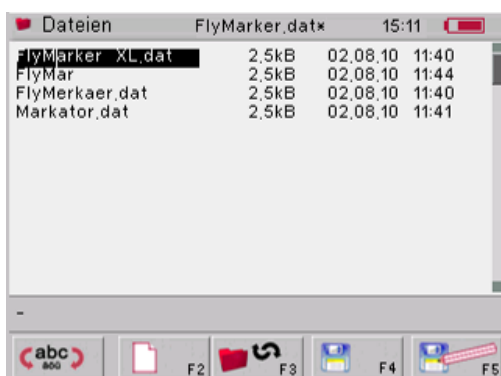 Dateien FlyMarker.dat* 15:11
FlyMarker XL.dat 2,5kB 02.08.10 11:40
FlyMar 2,5kB 02.08.10 11:44
FlyMerkaer.dat 2,5kB 02.08.10 11:40
Markator.dat 2,5kB 02.08.10 11:41
-
abc F2 F3 F4 F5